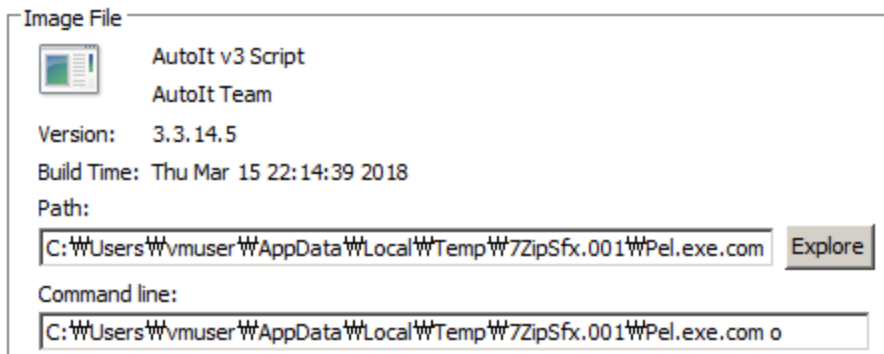 Image File
AutoIt v3 Script
AutoIt Team
Version: 3.3.14.5
Build Time: Thu Mar 15 22:14:39 2018
Path:
C:₩Users₩vmuser₩AppData₩Local₩Temp₩7ZipSfx.001₩Pel.exe.com Explore
Command line:
C:₩Users₩vmuser₩AppData₩Local₩Temp₩7ZipSfx.001₩Pel.exe.com o